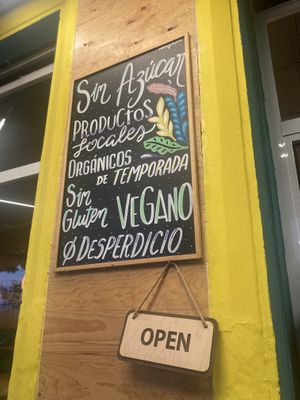 Sin Azúcar
PRODUCTOS
Locales
ORGÁNICOS
DE TEMPORADA
Sin
Gluten VEGANO
Ø DESPERDICIO
OPEN